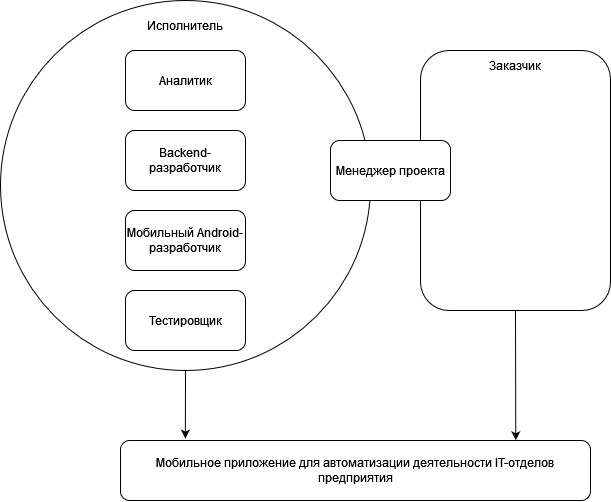 Исполнитель
Аналитик
Backend-
разработчик
Мобильный Android-
разработчик
Тестировщик
Менеджер проекта
Заказчик
Мобильное приложение для автоматизации деятельности IT-отделов
предприятия